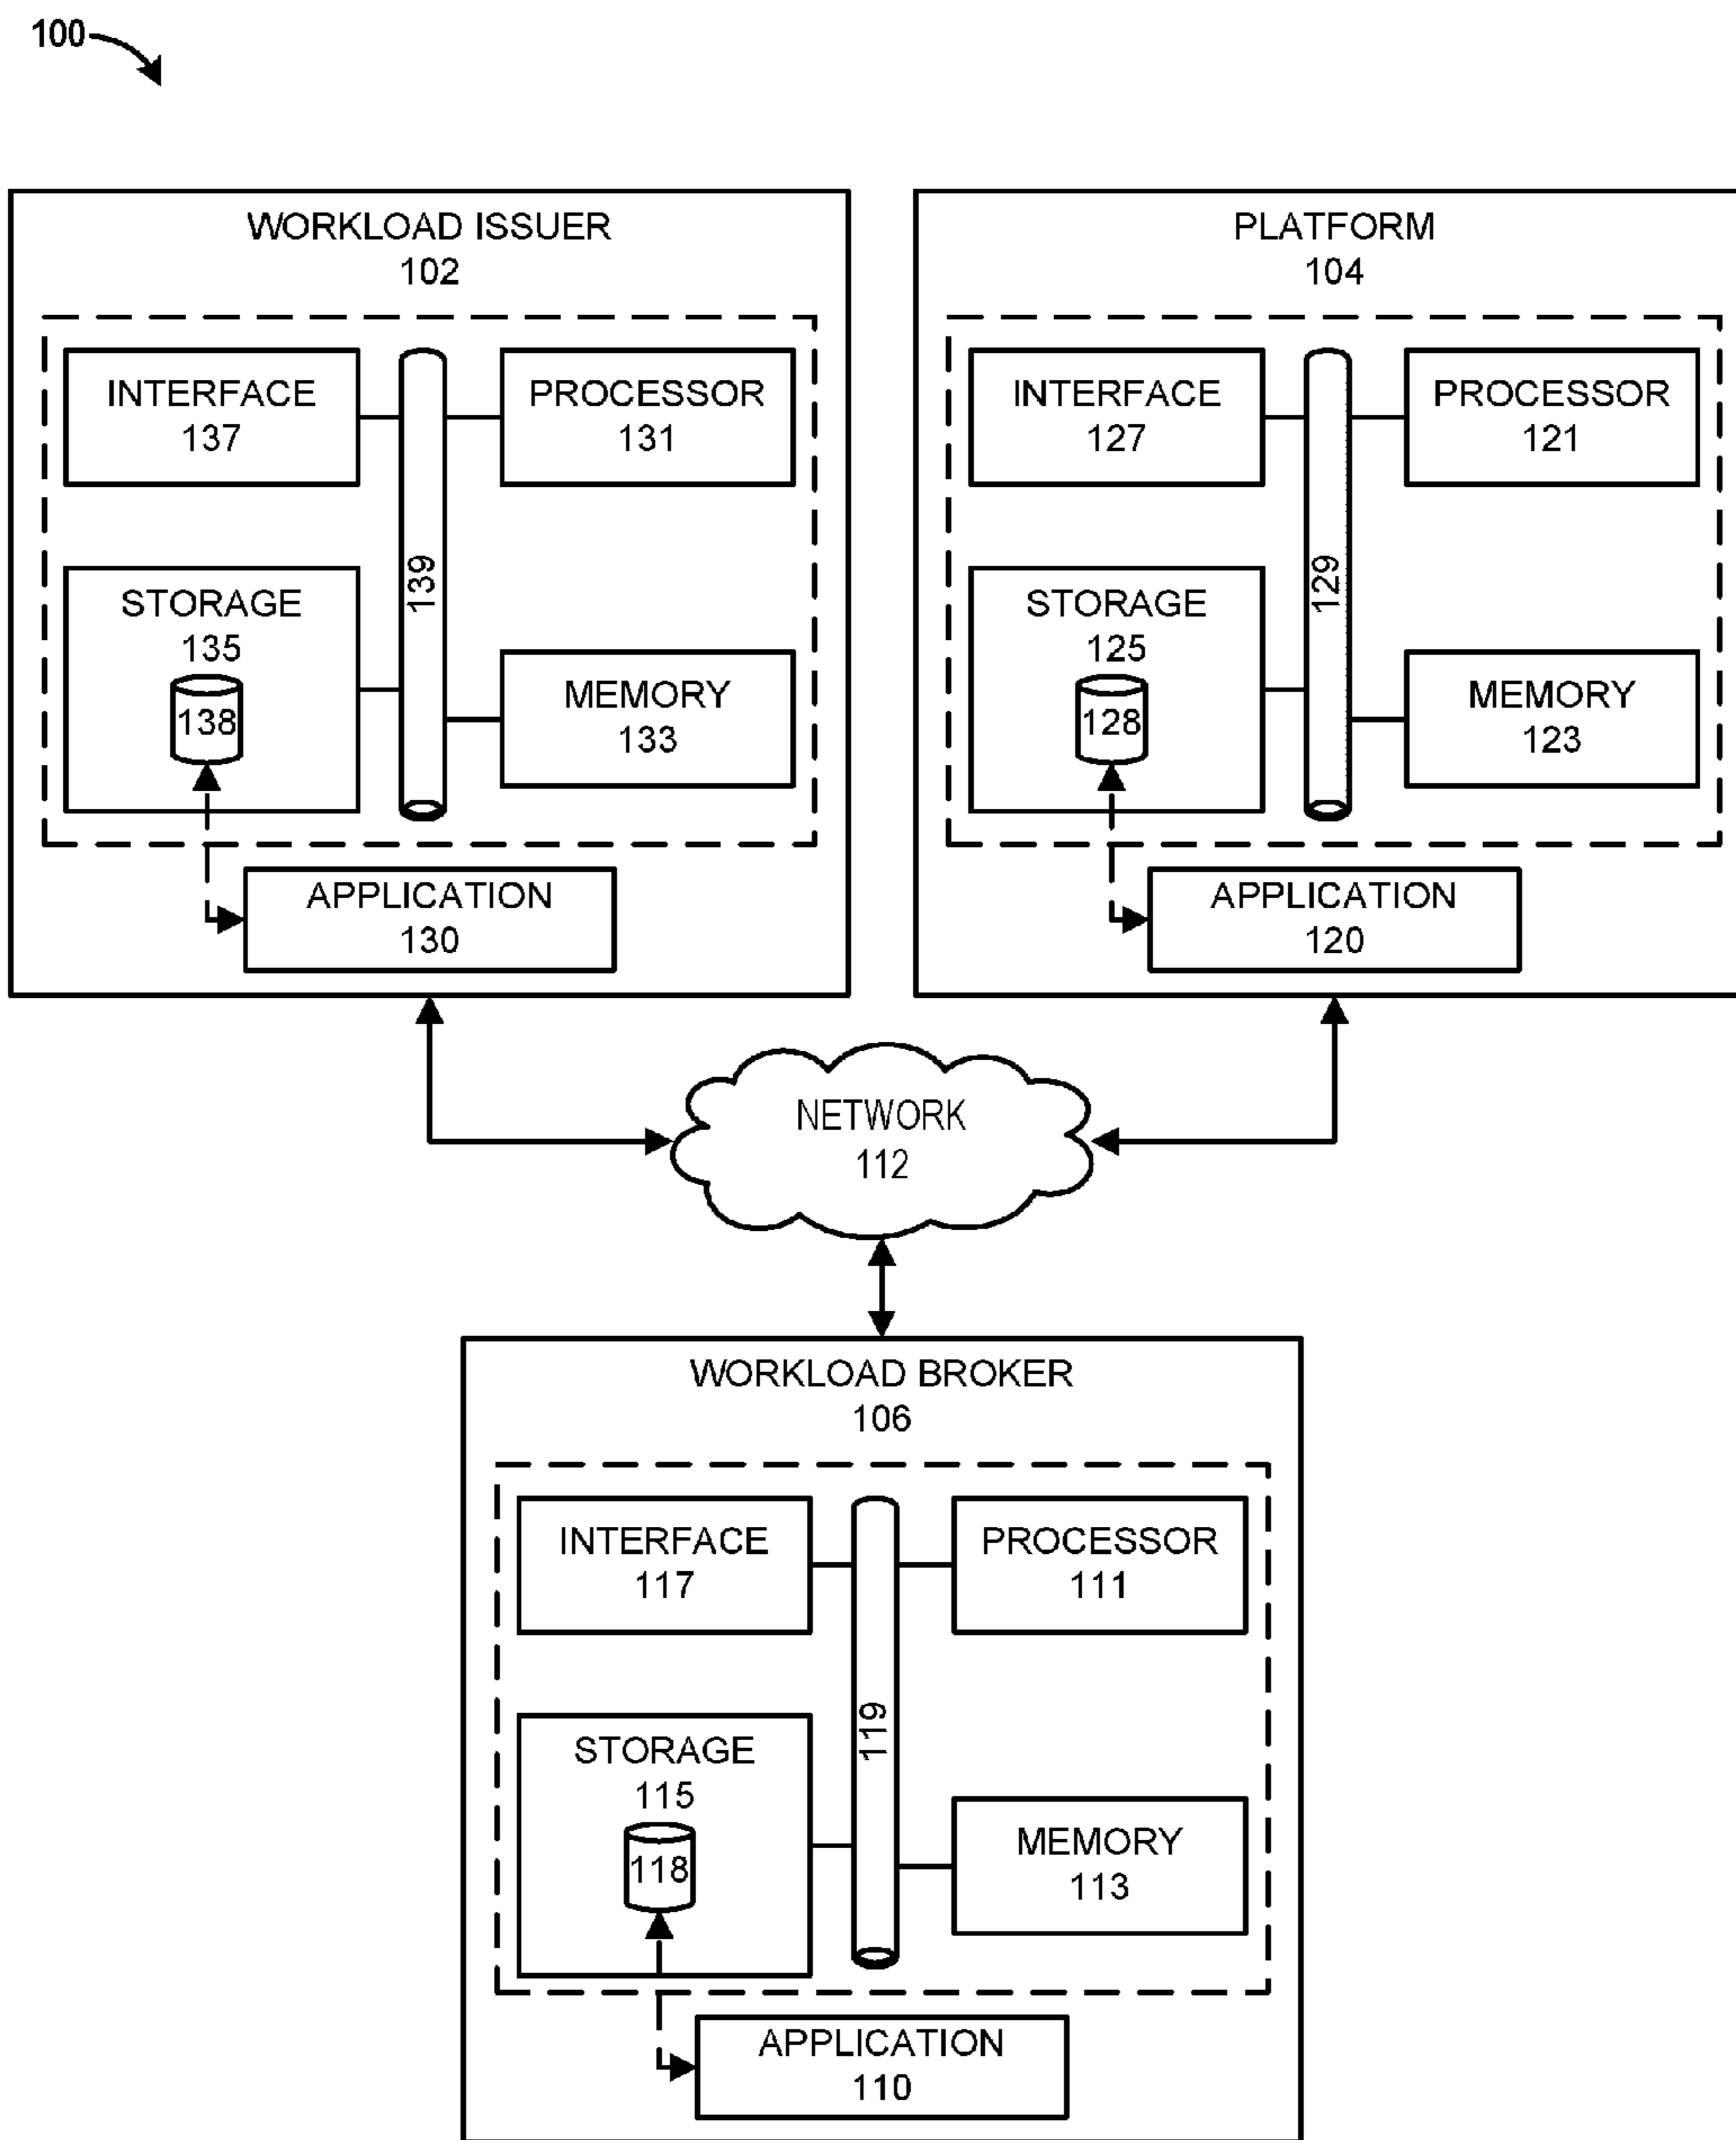 100
WORKLOAD ISSUER
102
INTERFACE
137
PROCESSOR
131
139
STORAGE
135
138
MEMORY
133
APPLICATION
130
PLATFORM
104
INTERFACE
127
PROCESSOR
121
129
STORAGE
125
128
MEMORY
123
APPLICATION
120
NETWORK
112
WORKLOAD BROKER
106
INTERFACE
117
PROCESSOR
111
119
STORAGE
115
118
MEMORY
113
APPLICATION
110